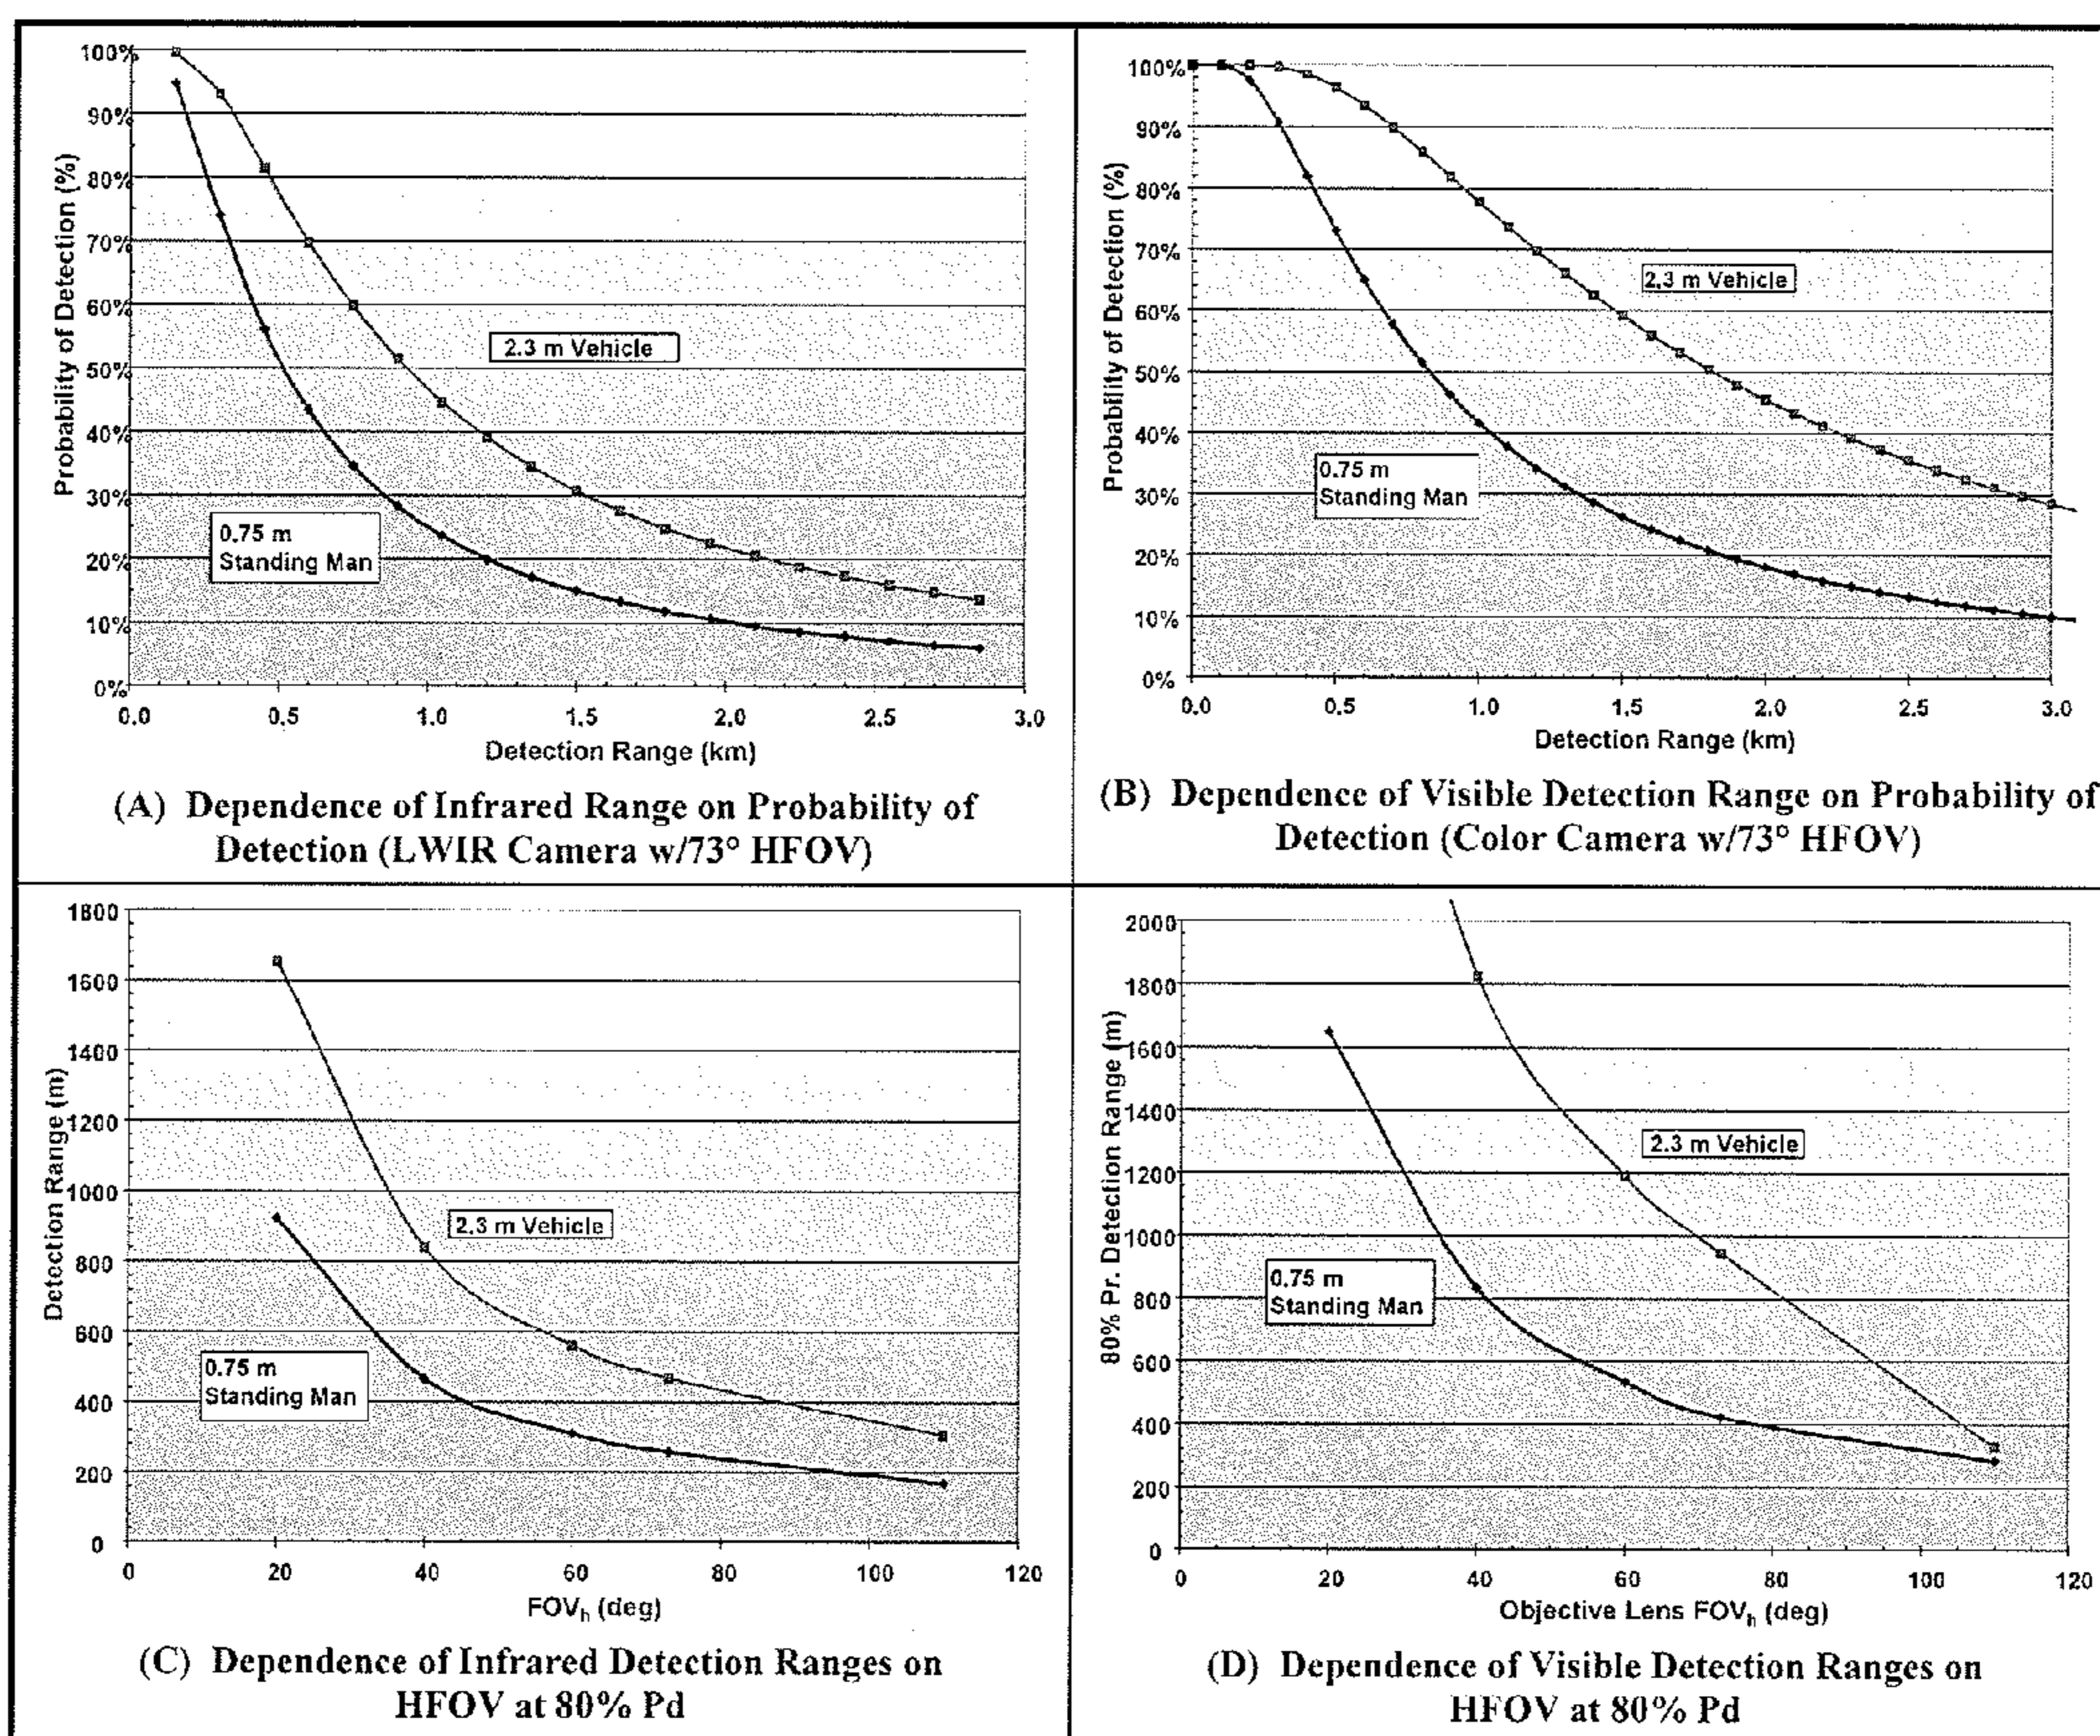 100%
90%
80%
70%
60%
50%
40%
30%
20%
10%
0%
Probability of Detection (%)
2.3 m Vehicle
0.75 m
Standing Man
0.0 0.5 1.0 1.5 2.0 2.5 3.0
Detection Range (km)
(A) Dependence of Infrared Range on Probability of
Detection (LWIR Camera w/73° HFOV)
100%
90%
80%
70%
60%
50%
40%
30%
20%
10%
0%
Probability of Detection (%)
2.3 m Vehicle
0.75 m
Standing Man
0.0 0.5 1.0 1.5 2.0 2.5 3.0
Detection Range (km)
(B) Dependence of Visible Detection Range on Probability of
Detection (Color Camera w/73° HFOV)
1800
1600
1400
1200
1000
800
600
400
200
0
Detection Range (m)
2.3 m Vehicle
0.75 m
Standing Man
0 20 40 60 80 100 120
FOVh (deg)
(C) Dependence of Infrared Detection Ranges on
HFOV at 80% Pd
2000
1800
1600
1400
1200
1000
800
600
400
200
0
80% Pr. Detection Range (m)
2.3 m Vehicle
0.75 m
Standing Man
0 20 40 60 80 100 120
Objective Lens FOVh (deg)
(D) Dependence of Visible Detection Ranges on
HFOV at 80% Pd